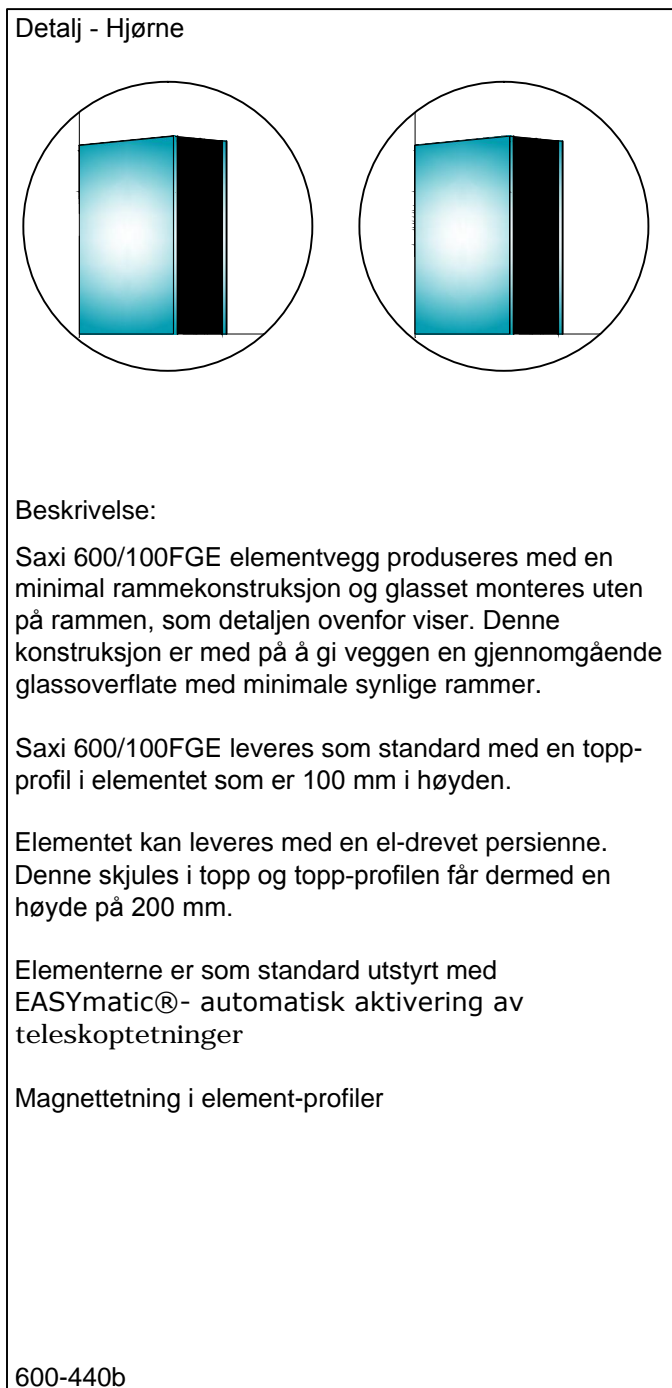 Detalj - Hjørne
Beskrivelse:
Saxi 600/100FGE elementvegg produseres med en
minimal rammekonstruksjon og glasset monteres uten
på rammen, som detaljen ovenfor viser. Denne
konstruksjon er med på å gi veggen en gjennomgående
glassoverflate med minimale synlige rammer.
Saxi 600/100FGE leveres som standard med en topp-
profil i elementet som er 100 mm i høyden.
Elementet kan leveres med en el-drevet persienne.
Denne skjules i topp og topp-profilen får dermed en
høyde på 200 mm.
Elementerne er som standard utstyrt med
EASYmatic®- automatisk aktivering av
teleskoptetninger
Magnettetning i element-profiler
600-440b